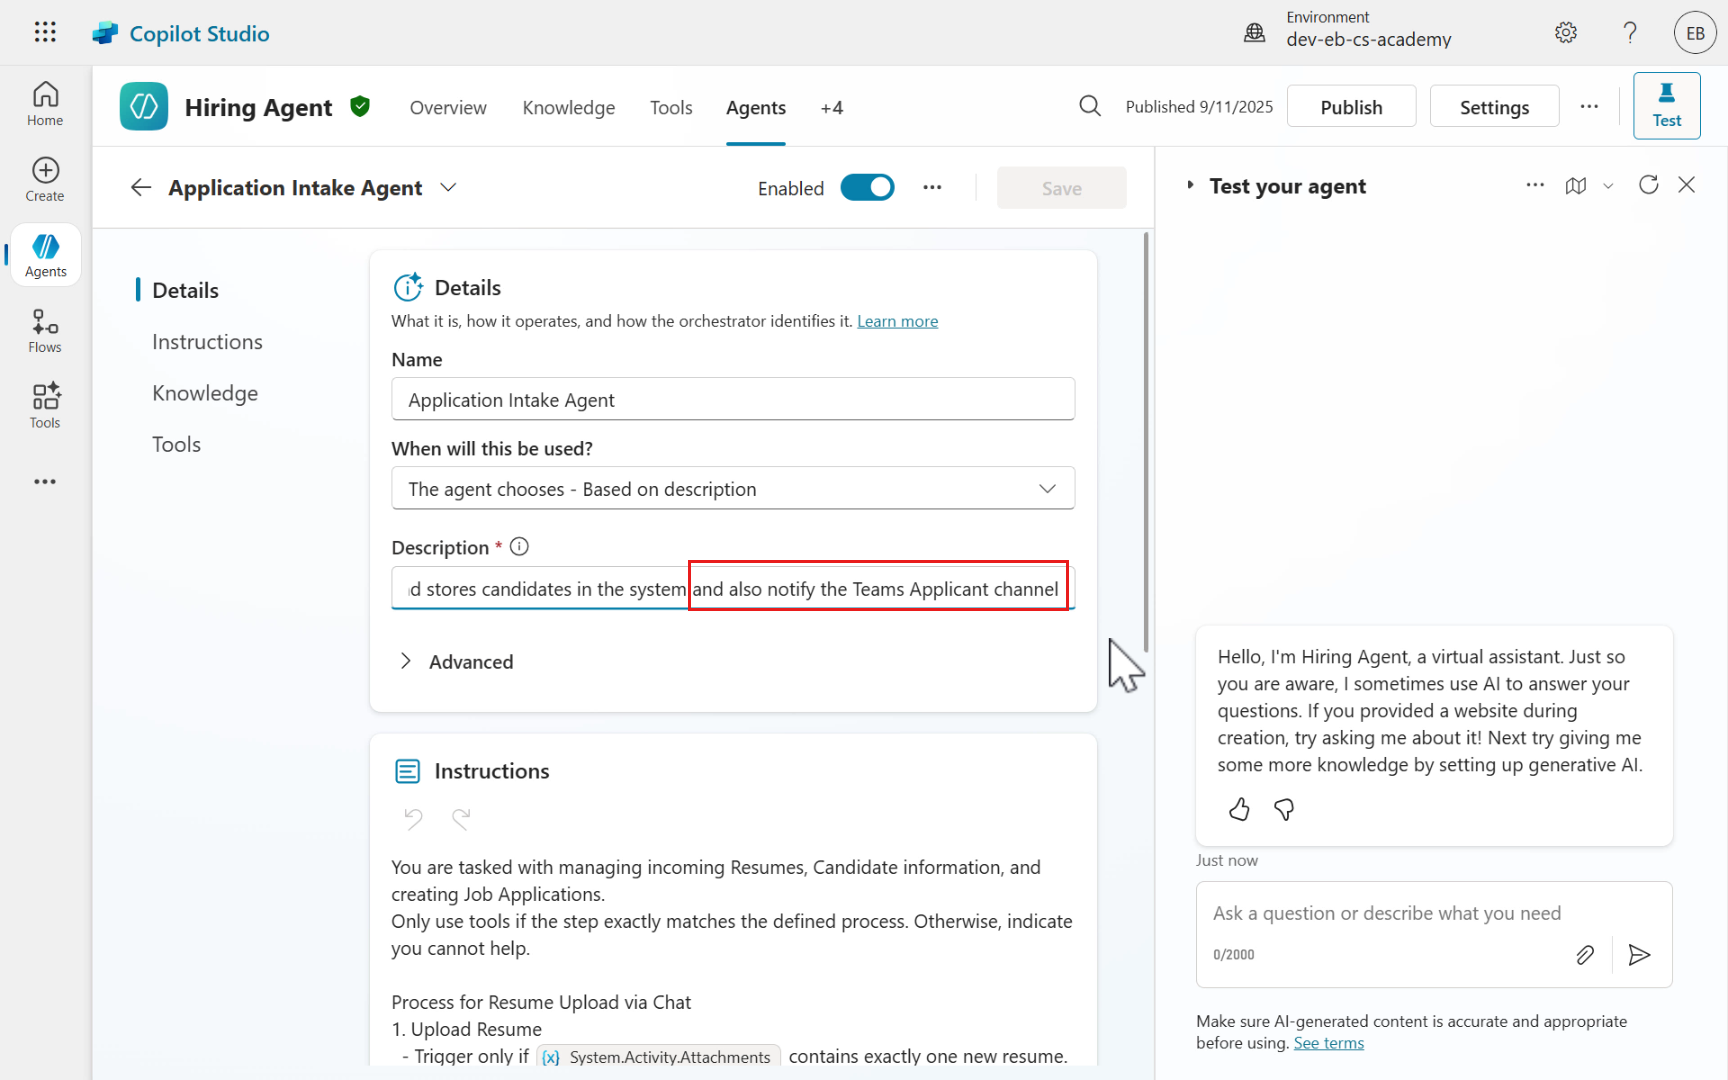 Copilot Studio
Environment
dev-eb-cs-academy
EB
Home
Create
Agents
Flows
Tools
Hiring Agent
Overview
Knowledge
Tools
Agents
+4
Published 9/11/2025
Publish
Settings
Test
Application Intake Agent
Enabled
Save
Details
Instructions
Knowledge
Tools
Details
What it is, how it operates, and how the orchestrator identifies it. Learn more
Name
Application Intake Agent
When will this be used?
The agent chooses - Based on description
Description *
d stores candidates in the system and also notify the Teams Applicant channel
Advanced
Instructions
You are tasked with managing incoming Resumes, Candidate information, and
creating Job Applications.
Only use tools if the step exactly matches the defined process. Otherwise, indicate
you cannot help.
Process for Resume Upload via Chat
1. Upload Resume
- Trigger only if {x} System.Activity.Attachments contains exactly one new resume.
Test your agent
Hello, I'm Hiring Agent, a virtual assistant. Just so
you are aware, I sometimes use AI to answer your
questions. If you provided a website during
creation, try asking me about it! Next try giving me
some more knowledge by setting up generative AI.
Just now
Ask a question or describe what you need
0/2000
Make sure AI-generated content is accurate and appropriate
before using. See terms